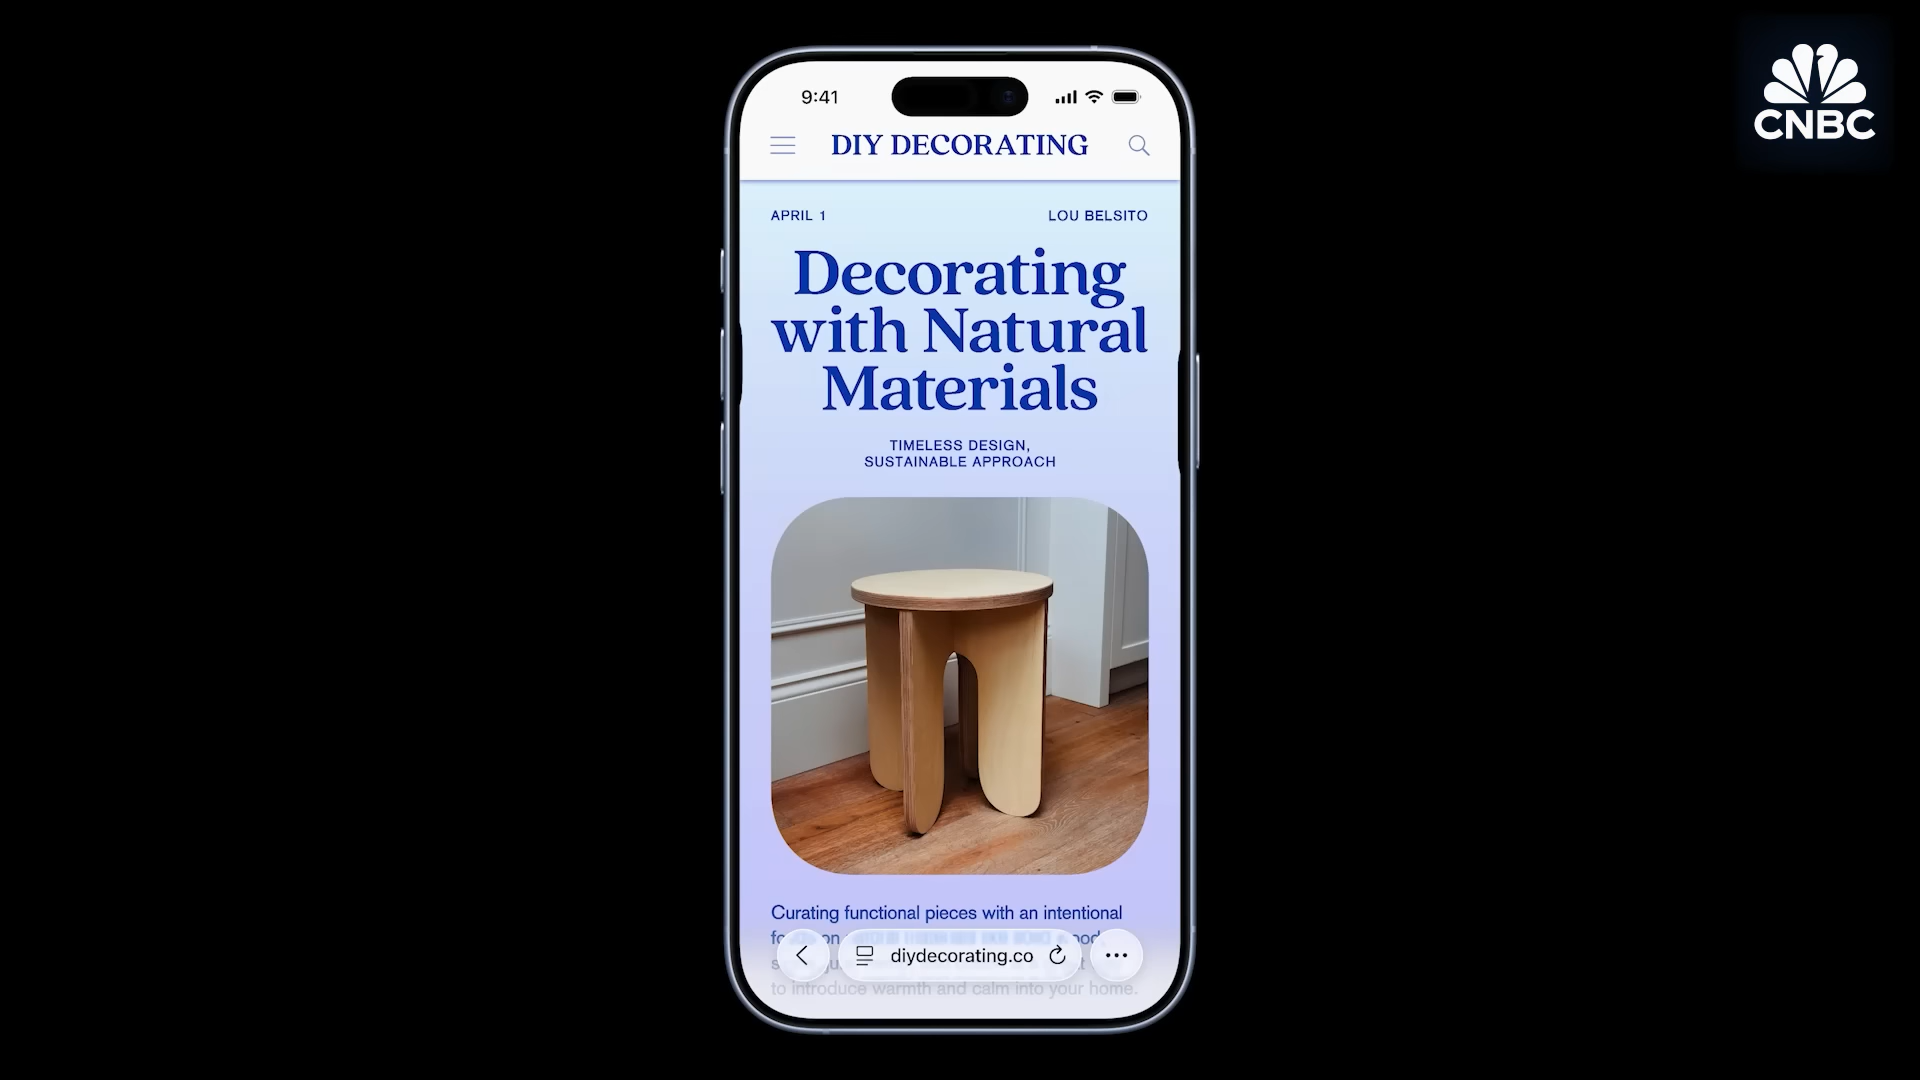 CNBC
9:41
DIY DECORATING
APRIL 1 LOU BELSITO
Decorating
with Natural
Materials
TIMELESS DESIGN,
SUSTAINABLE APPROACH
Curating functional pieces with an intentional
on
diydecorating.co
to introduce warmth and calm into your home.